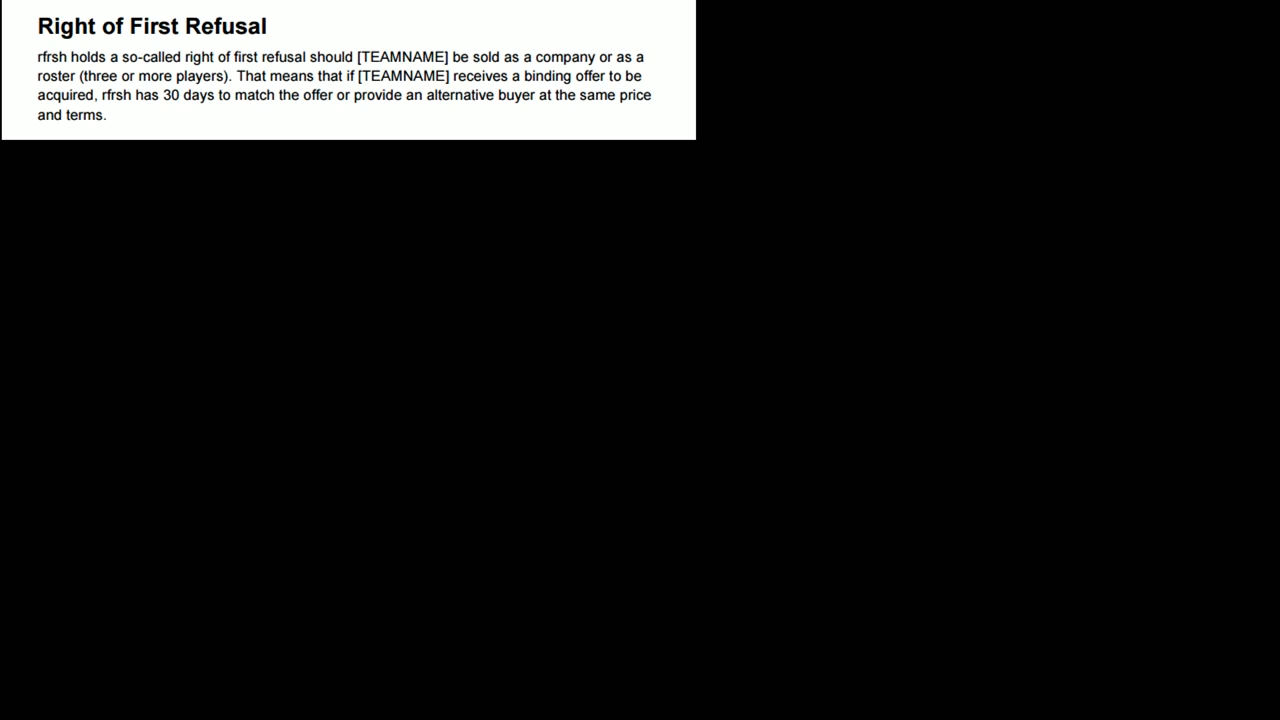 Right of First Refusal
rfrsh holds a so-called right of first refusal should [TEAMNAME] be sold as a company or as a
roster (three or more players). That means that if [TEAMNAME] receives a binding offer to be
acquired, rfrsh has 30 days to match the offer or provide an alternative buyer at the same price
and terms.